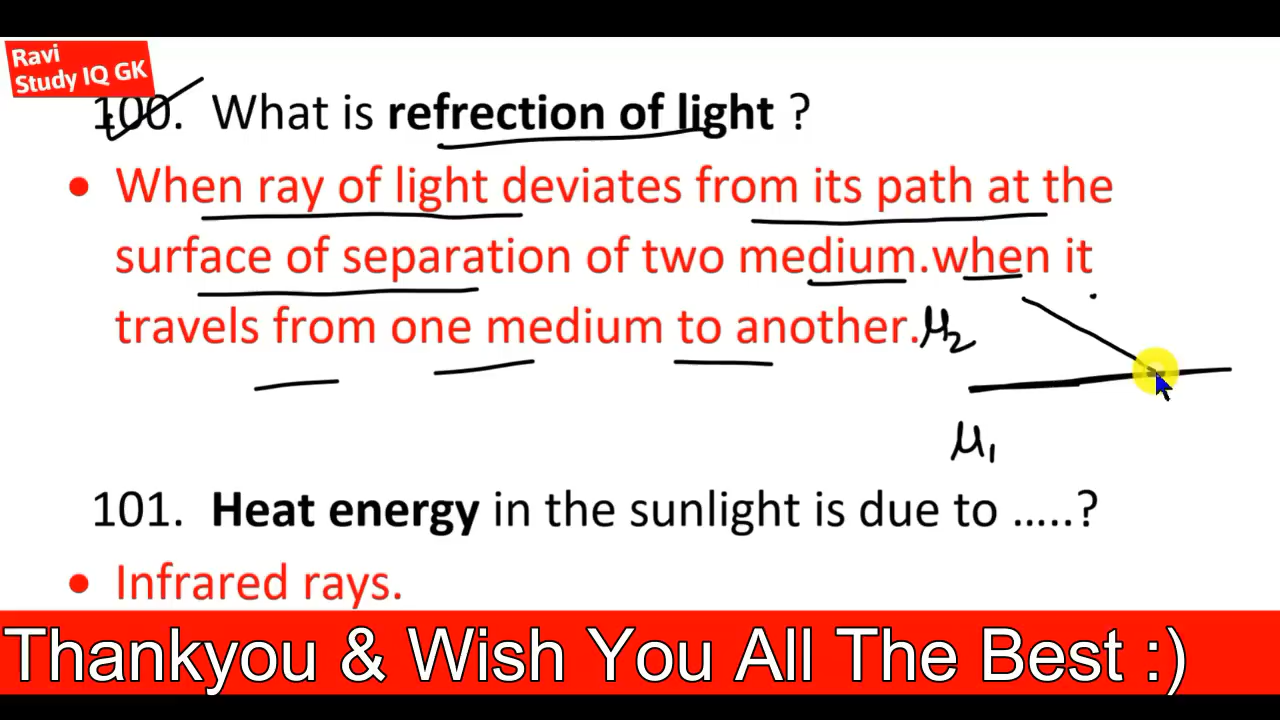 Ravi
Study IQ GK
100. What is refrection of light ?
• When ray of light deviates from its path at the
surface of separation of two medium.when it
travels from one medium to another.
μ2
μ1
101. Heat energy in the sunlight is due to .....?
• Infrared rays.
Thankyou & Wish You All The Best :)